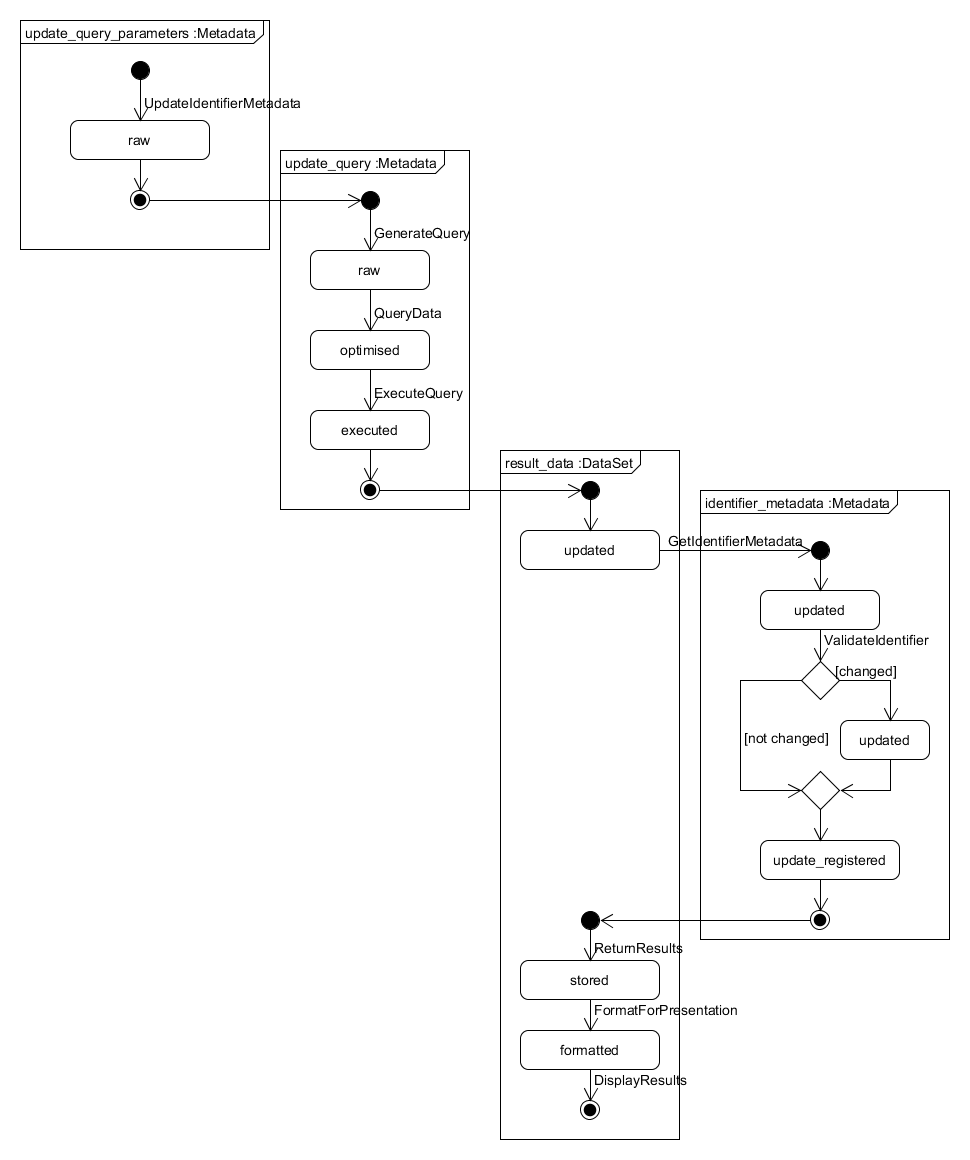 update_query_parameters :Metadata
UpdateIdentifierMetadata
raw
update_query :Metadata
GenerateQuery
raw
QueryData
optimised
ExecuteQuery
executed
result_data :DataSet
updated
GetIdentifierMetadata
identifier_metadata :Metadata
updated
ValidateIdentifier
[changed]
[not changed]
updated
update_registered
ReturnResults
stored
FormatForPresentation
formatted
DisplayResults